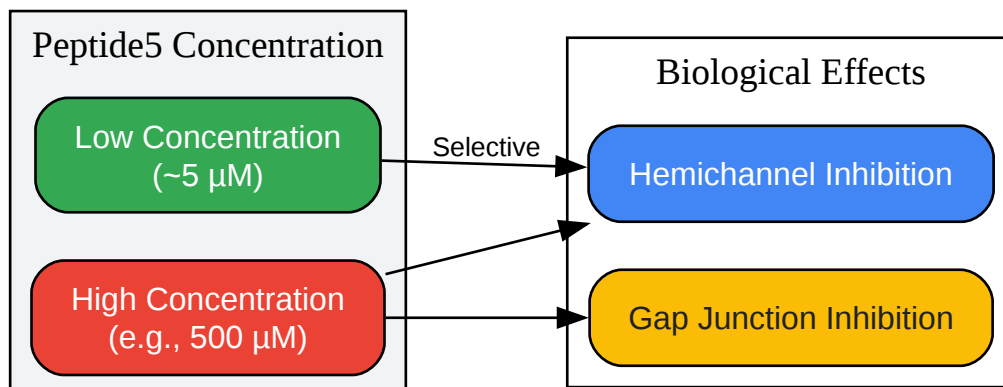 Peptide5 Concentration
Low Concentration
(~5 µM)
High Concentration
(e.g., 500 µM)
Selective
Biological Effects
Hemichannel Inhibition
Gap Junction Inhibition